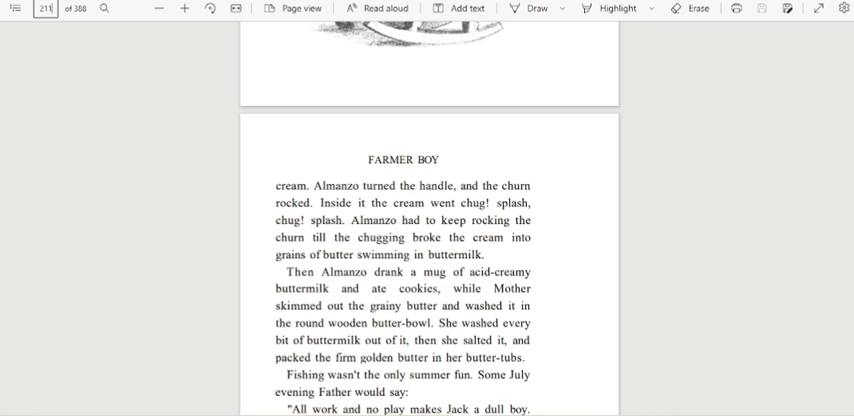 211 of 388 Page view Read aloud Add text Draw Highlight Erase
FARMER BOY
cream. Almanzo turned the handle, and the churn
rocked. Inside it the cream went chug! splash,
chug! splash. Almanzo had to keep rocking the
churn till the chugging broke the cream into
grains of butter swimming in buttermilk.
Then Almanzo drank a mug of acid-creamy
buttermilk and ate cookies, while Mother
skimmed out the grainy butter and washed it in
the round wooden butter-bowl. She washed every
bit of buttermilk out of it, then she salted it, and
packed the firm golden butter in her butter-tubs.
Fishing wasn't the only summer fun. Some July
evening Father would say:
"All work and no play makes Jack a dull boy.